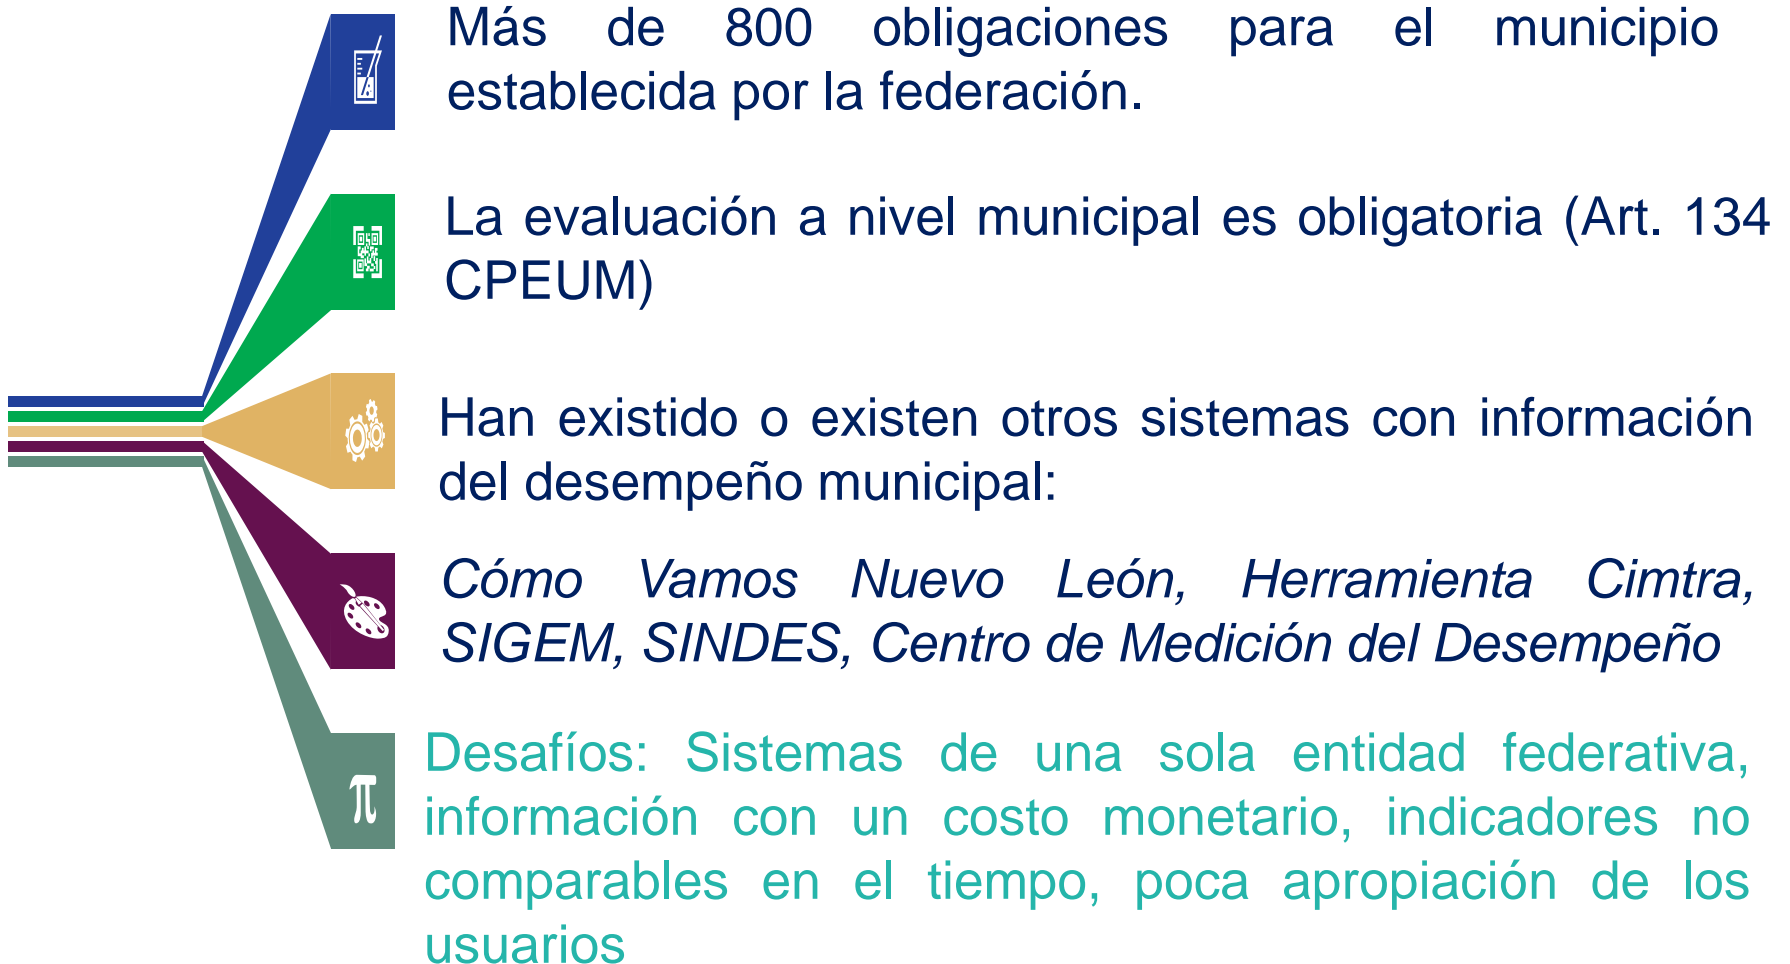 Más de 800 obligaciones para el municipio
establecida por la federación.
La evaluación a nivel municipal es obligatoria (Art. 134
CPEUM)
Han existido o existen otros sistemas con información
del desempeño municipal:
Cómo Vamos Nuevo León, Herramienta Cimtra,
SIGEM, SINDES, Centro de Medición del Desempeño
π
Desafíos: Sistemas de una sola entidad federativa,
información con un costo monetario, indicadores no
comparables en el tiempo, poca apropiación de los
usuarios